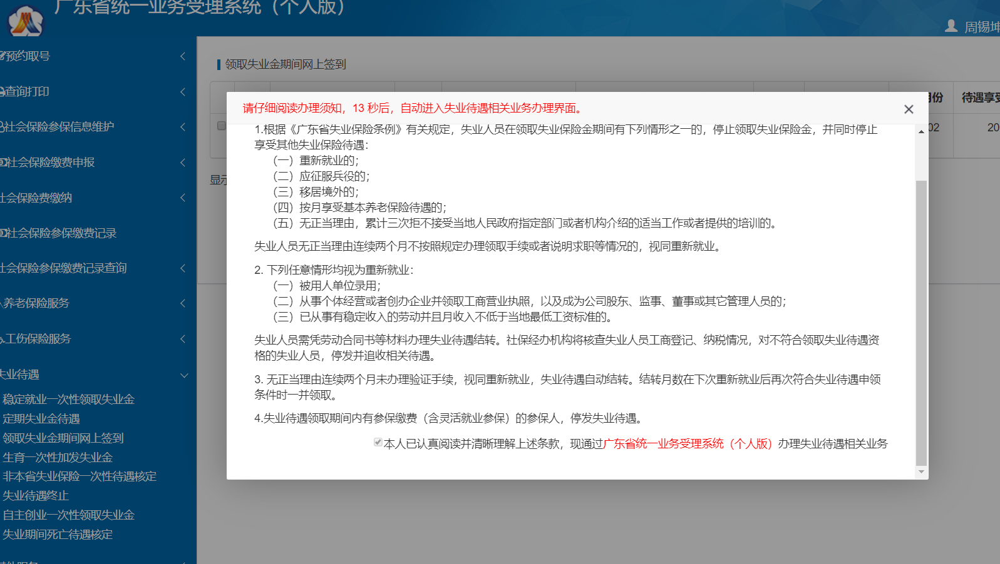 广东省统一业务受理系统（个人版）
周锡坤
预约取号
查询打印
社会保险参保信息维护
社会保险缴费申报
社会保险费缴纳
社会保险参保缴费记录
社会保险参保缴费记录查询
养老保险服务
工伤保险服务
失业待遇
稳定就业一次性领取失业金
定期失业金待遇
领取失业金期间网上签到
生育一次性加发失业金
非本省失业保险一次性待遇核定
失业待遇终止
自主创业一次性领取失业金
失业期间死亡待遇核定
领取失业金期间网上签到
月份
待遇享受
02
20
显示
请仔细阅读办理须知，13 秒后，自动进入失业待遇相关业务办理界面。
1.根据《广东省失业保险条例》有关规定，失业人员在领取失业保险金期间有下列情形之一的，停止领取失业保险金，并同时停止
享受其他失业保险待遇：
（一）重新就业的；
（二）应征服兵役的；
（三）移居境外的；
（四）按月享受基本养老保险待遇的；
（五）无正当理由，累计三次拒不接受当地人民政府指定部门或者机构介绍的适当工作或者提供的培训的。
失业人员无正当理由连续两个月不按照规定办理领取手续或者说明求职等情况的，视同重新就业。
2. 下列任意情形均视为重新就业：
（一）被用人单位录用；
（二）从事个体经营或者创办企业并领取工商营业执照，以及成为公司股东、监事、董事或其它管理人员的；
（三）已从事有稳定收入的劳动并且月收入不低于当地最低工资标准的。
失业人员需凭劳动合同书等材料办理失业待遇结转。社保经办机构将核查失业人员工商登记、纳税情况，对不符合领取失业待遇资
格的失业人员，停发并追收相关待遇。
3. 无正当理由连续两个月未办理验证手续，视同重新就业，失业待遇自动结转。结转月数在下次重新就业后再次符合失业待遇申领
条件时一并领取。
4.失业待遇领取期间内有参保缴费（含灵活就业参保）的参保人，停发失业待遇。
本人已认真阅读并清晰理解上述条款，现通过广东省统一业务受理系统（个人版）办理失业待遇相关业务